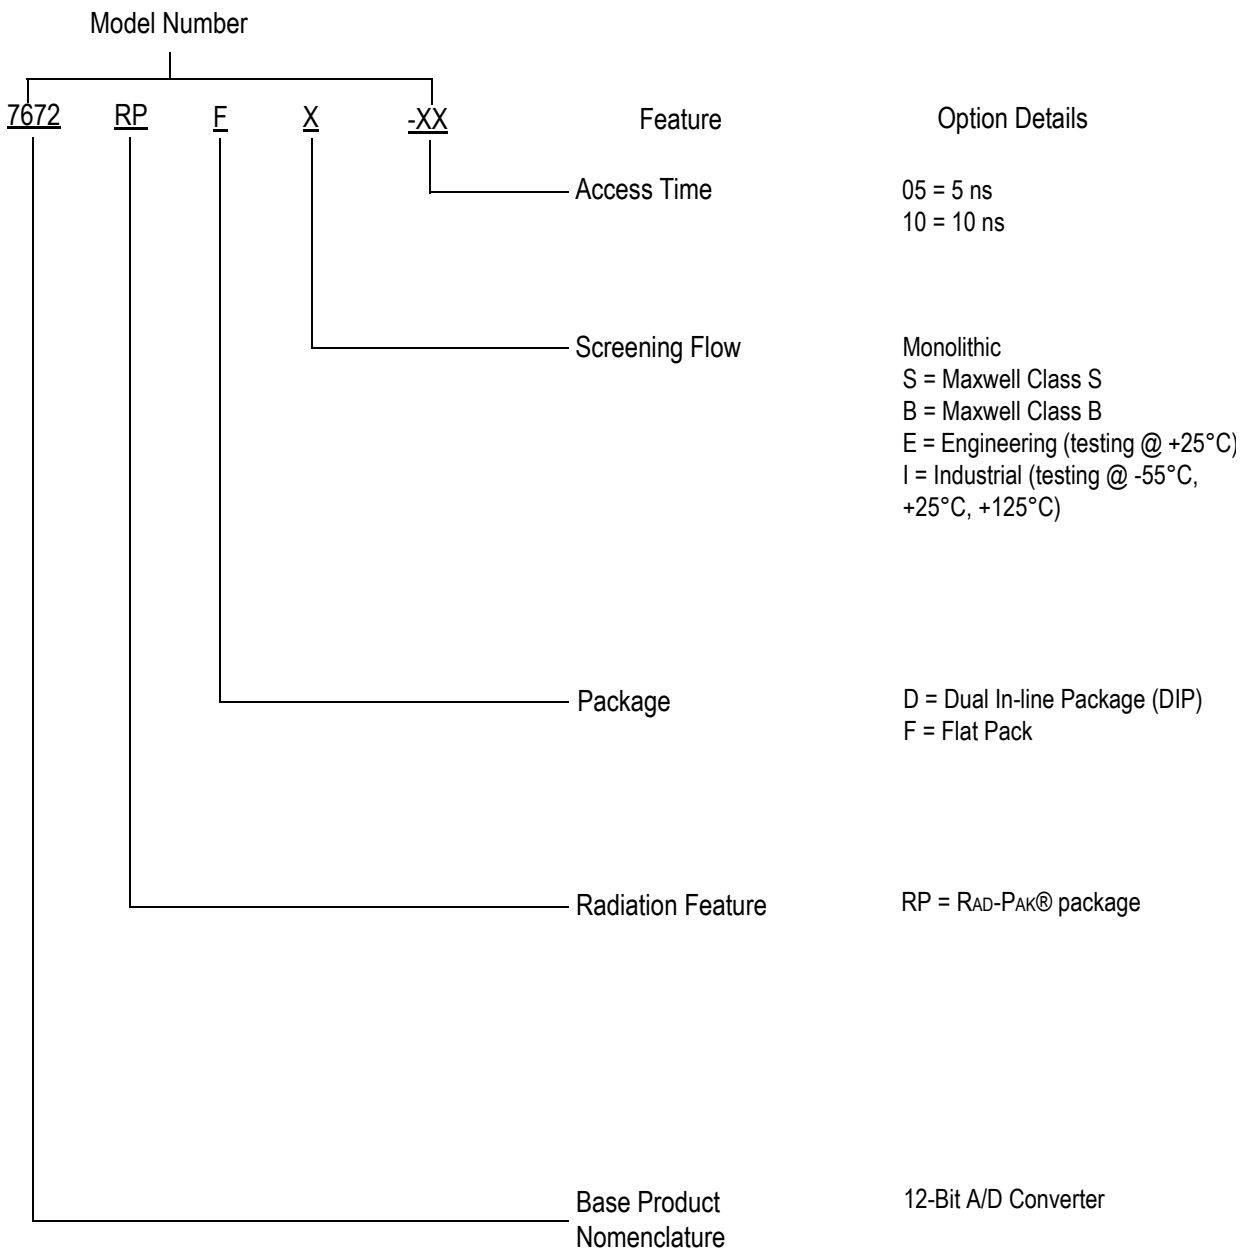 Model Number
7672 RP F X -XX Feature Option Details
Access Time 05 = 5 ns
10 = 10 ns
Screening Flow Monolithic
S = Maxwell Class S
B = Maxwell Class B
E = Engineering (testing @ +25°C)
I = Industrial (testing @ -55°C,
+25°C, +125°C)
Package D = Dual In-line Package (DIP)
F = Flat Pack
Radiation Feature RP = RAD-PAK® package
Base Product 12-Bit A/D Converter
Nomenclature